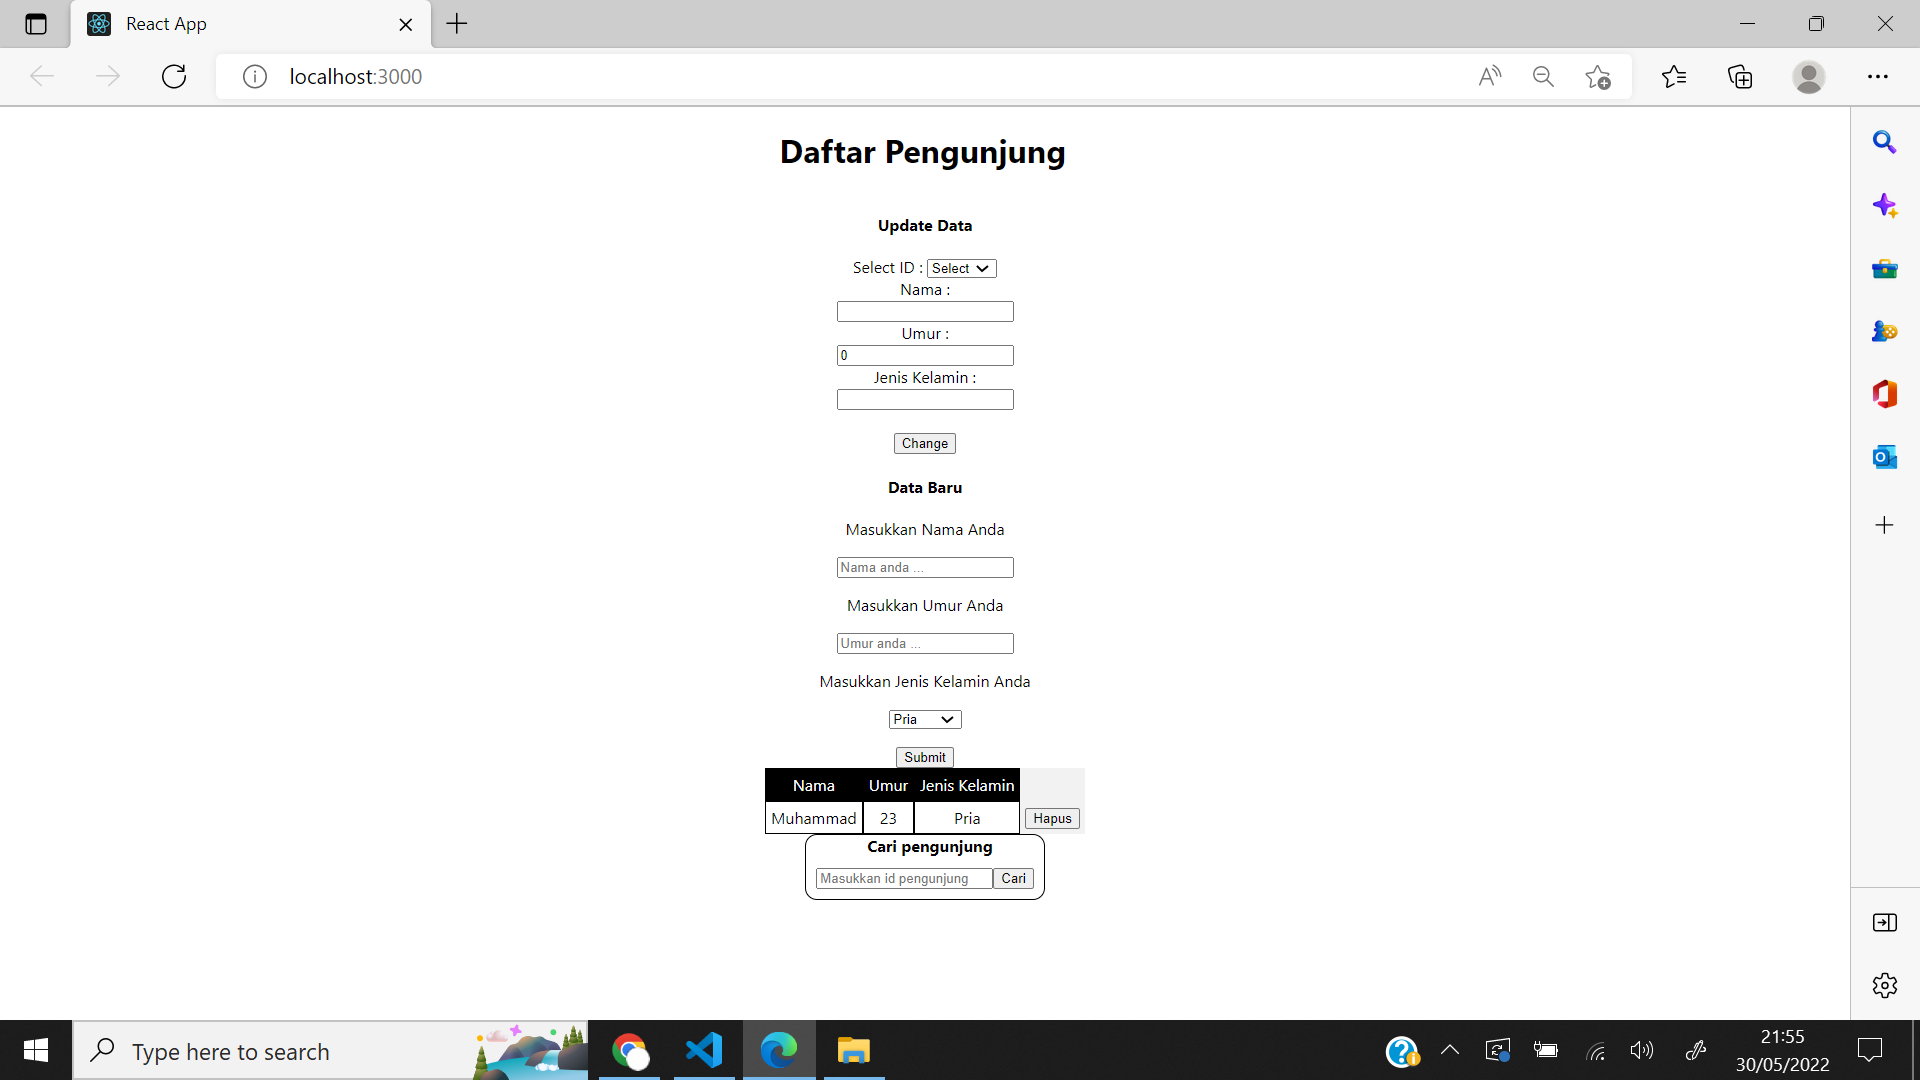 React App
localhost:3000
Daftar Pengunjung
Update Data
Select ID : Select
Nama :
Umur :
0
Jenis Kelamin :
Change
Data Baru
Masukkan Nama Anda
Nama anda ...
Masukkan Umur Anda
Umur anda ...
Masukkan Jenis Kelamin Anda
Pria
Submit
Nama Umur Jenis Kelamin
Muhammad 23 Pria Hapus
Cari pengunjung
Masukkan id pengunjung Cari
Type here to search
21:55
30/05/2022